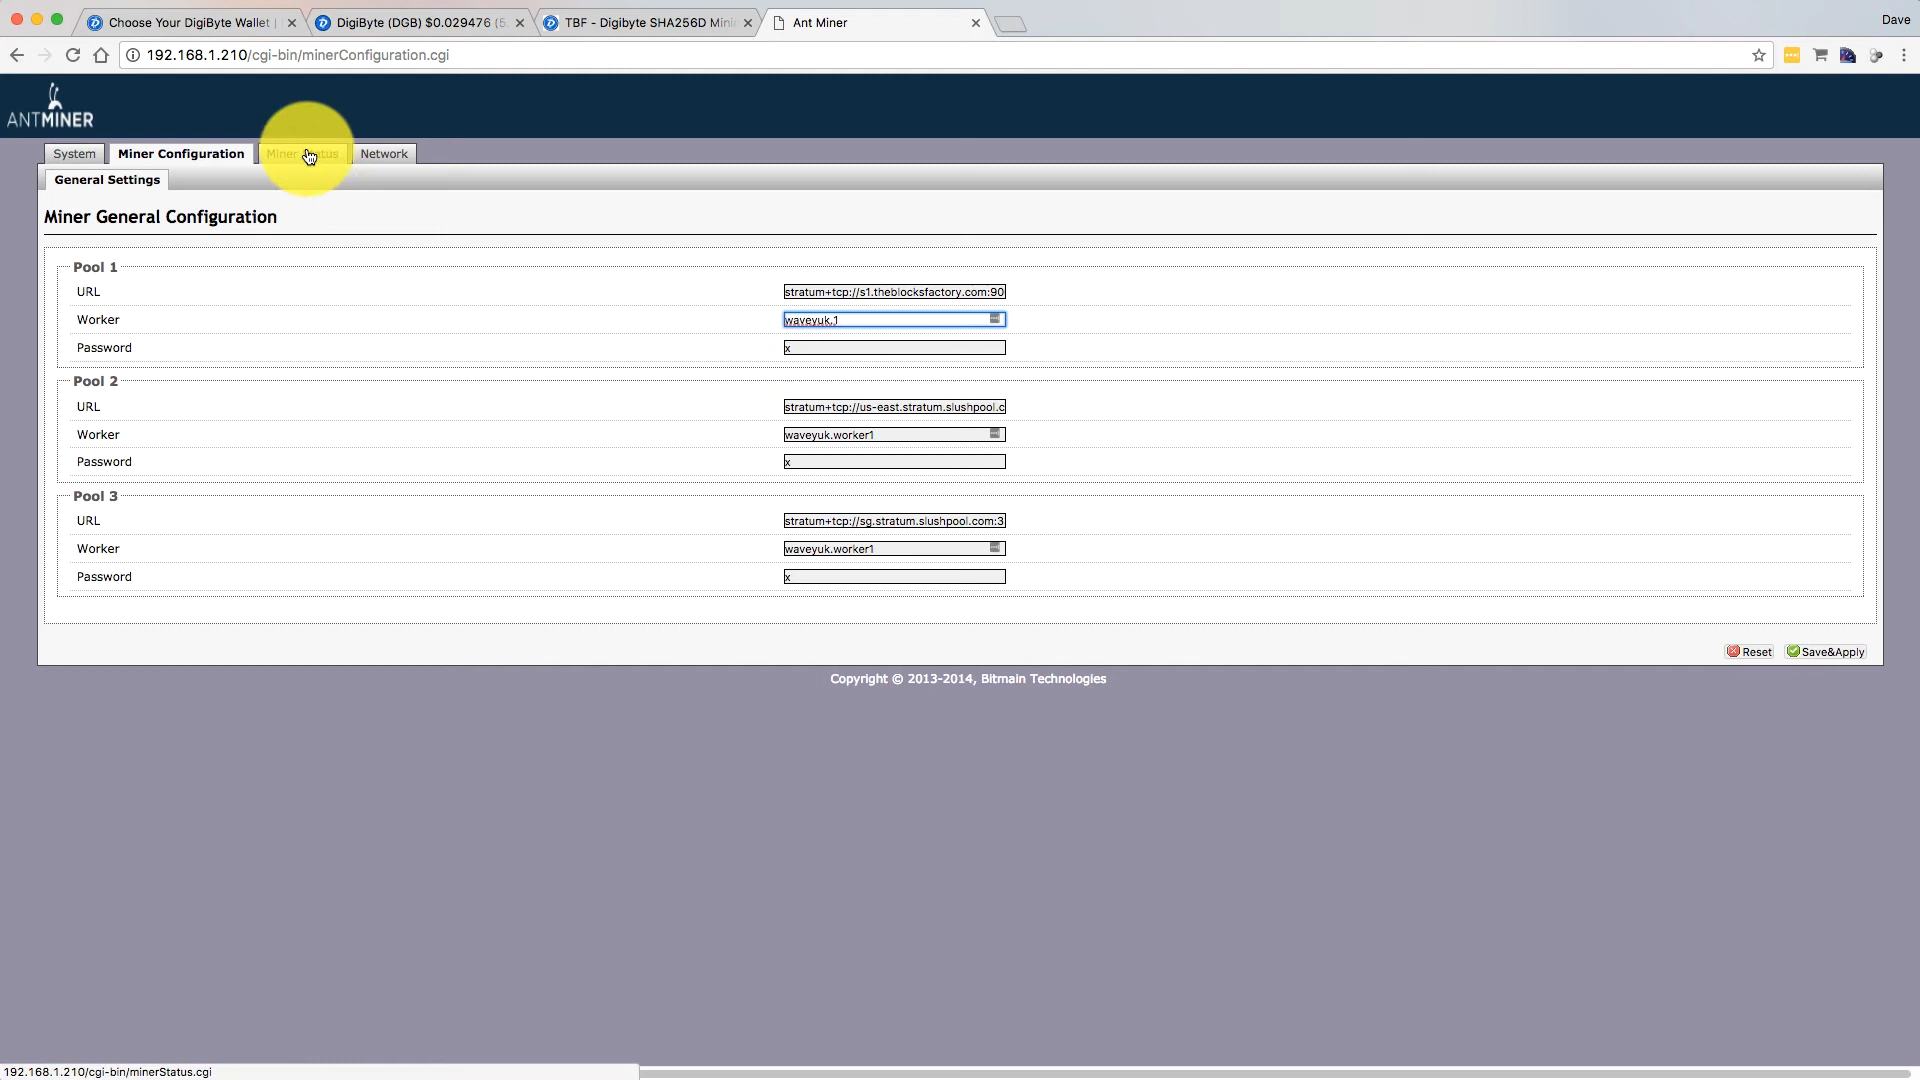 Choose Your DigiByte Wallet |
DigiByte (DGB) $0.029476 (5.
TBF - Digibyte SHA256D Mini
Ant Miner
Dave
192.168.1.210/cgi-bin/minerConfiguration.cgi
ANTMINER
System
Miner Configuration
Miner Status
Network
General Settings
Miner General Configuration
Pool 1
URL
stratum+tcp://s1.theblocksfactory.com:90
Worker
waveyuk.1
Password
x
Pool 2
URL
stratum+tcp://us-east.stratum.slushpool.c
Worker
waveyuk.worker1
Password
x
Pool 3
URL
stratum+tcp://sg.stratum.slushpool.com:3
Worker
waveyuk.worker1
Password
x
Reset
Save&Apply
Copyright © 2013-2014, Bitmain Technologies
192.168.1.210/cgi-bin/minerStatus.cgi